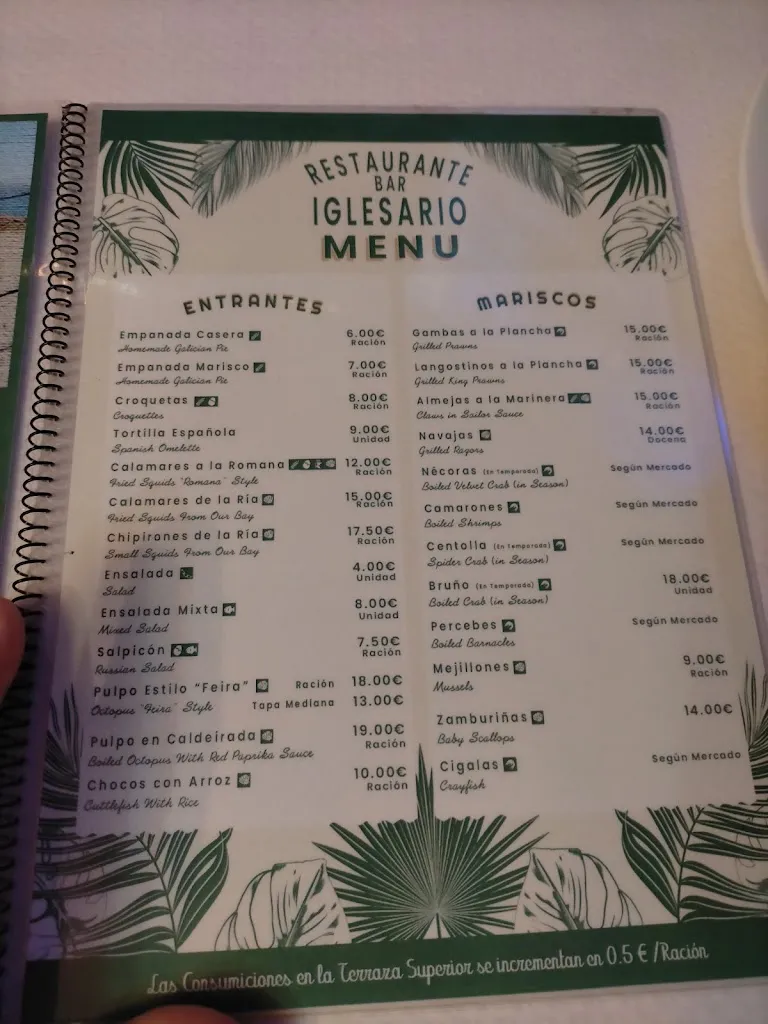 RESTAURANTE
BAR
IGLESARIO
MENU
ENTRANTES
Empanada Casera 6.00€
Homemade Galician Pie Ración
Empanada Marisco 7.00€
Homemade Galician Pie Ración
Croquetas 8.00€
Croquettes Ración
Tortilla Española 9.00€
Spanish Omelette Unidad
Calamares a la Romana 12.00€
Fried Squids "Romana" Style Ración
Calamares de la Ría 15.00€
Fried Squids From Our Bay Ración
Chipirones de la Ría 17.50€
Small Squids From Our Bay Ración
Ensalada 4.00€
Salad Unidad
Ensalada Mixta 8.00€
Mixed Salad Unidad
Salpicón 7.50€
Russian Salad Ración
Pulpo Estilo "Feira" Ración 18.00€
Octopus "Feira" Style Tapa Mediana 13.00€
Pulpo en Caldeirada 19.00€
Boiled Octopus With Red Paprika Sauce Ración
Chocos con Arroz 10.00€
Cuttlefish With Rice Ración
MARISCOS
Gambas a la Plancha 15.00€
Grilled Prawns Ración
Langostinos a la Plancha 15.00€
Grilled King Prawns Ración
Almejas a la Marinera 15.00€
Claws in Sailor Sauce Ración
Navajas 14.00€
Grilled Razors Docena
Nécoras (En Temporada) Según Mercado
Boiled Velvet Crab (in Season)
Camarones Según Mercado
Boiled Shrimps
Centolla (En Temporada) Según Mercado
Spider Crab (in Season)
Bruño (En Temporada) 18.00€
Boiled Crab (in Season) Unidad
Percebes Según Mercado
Boiled Barnacles
Mejillones 9.00€
Mussels Ración
Zamburiñas 14.00€
Baby Scallops
Cigalas Según Mercado
Crayfish
Las Consumiciones en la Terraza Superior se incrementan en 0.5 € /Ración